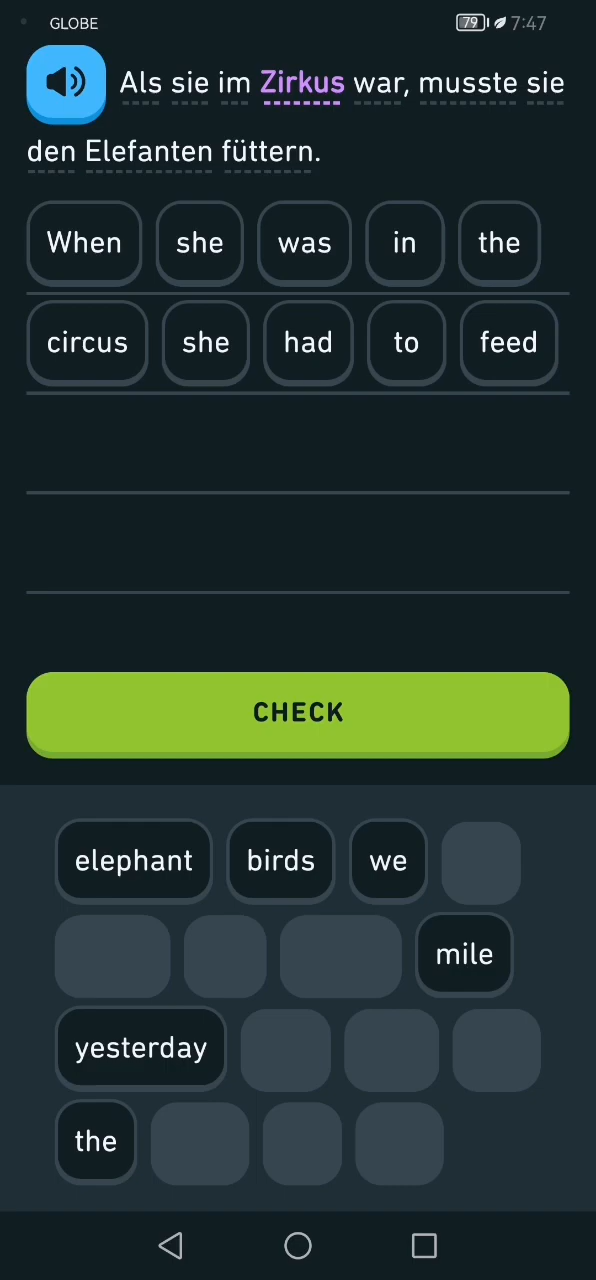 GLOBE 79 7:47
Als sie im Zirkus war, musste sie
den Elefanten füttern.
When she was in the
circus she had to feed
CHECK
elephant birds we
mile
yesterday
the